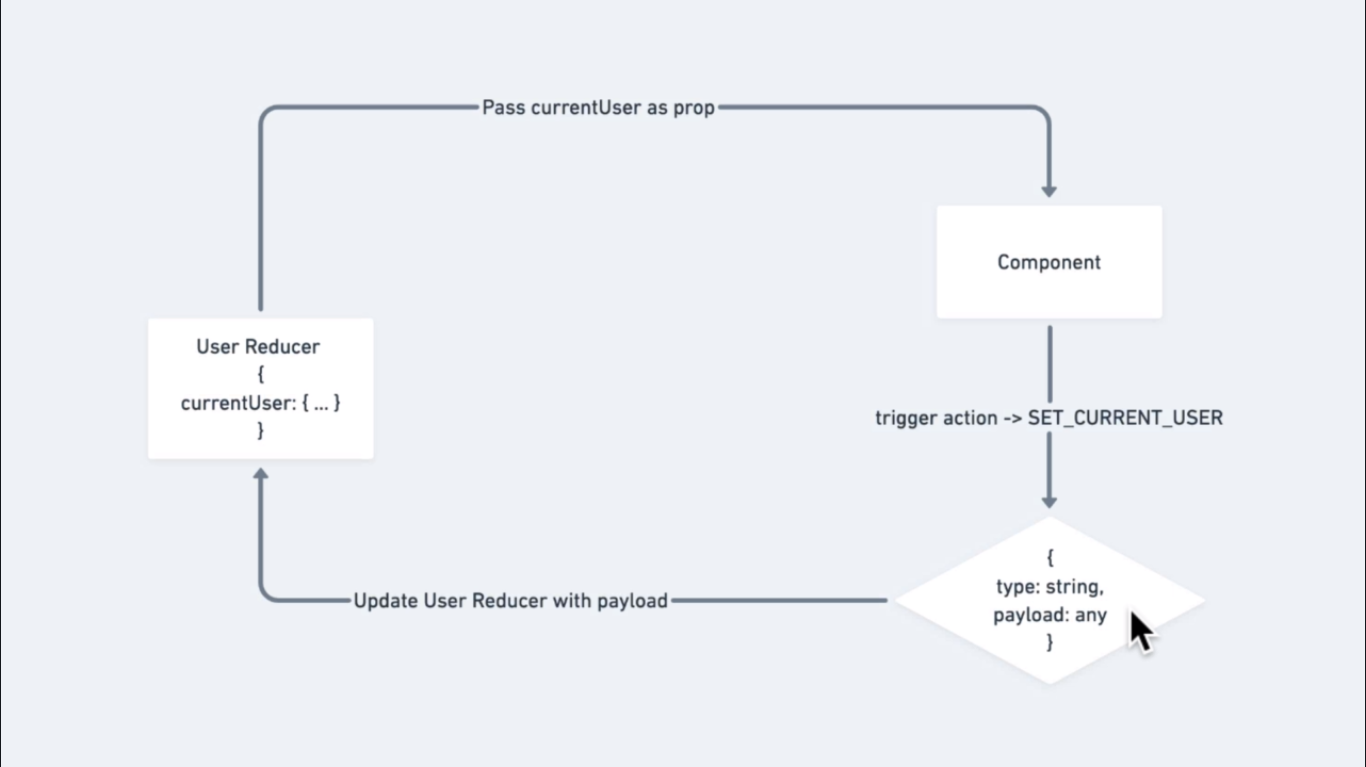 Pass currentUser as prop
Component
User Reducer
{
currentUser: { ... }
}
trigger action -> SET_CURRENT_USER
{
type: string,
payload: any
}
Update User Reducer with payload